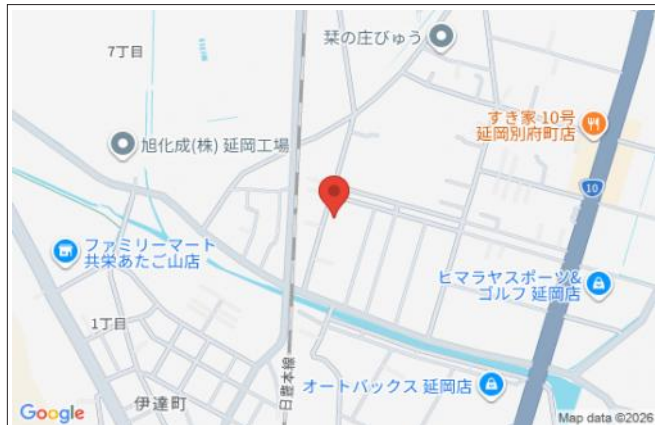 7丁目
栞の庄びゅう
すき家 10号
延岡別府町店
旭化成(株) 延岡工場
10
ファミリーマート
共栄あたご山店
ヒマラヤスポーツ&
ゴルフ 延岡店
1丁目
伊達町
日豊本線
オートバックス 延岡店
Google
Map data ©2026